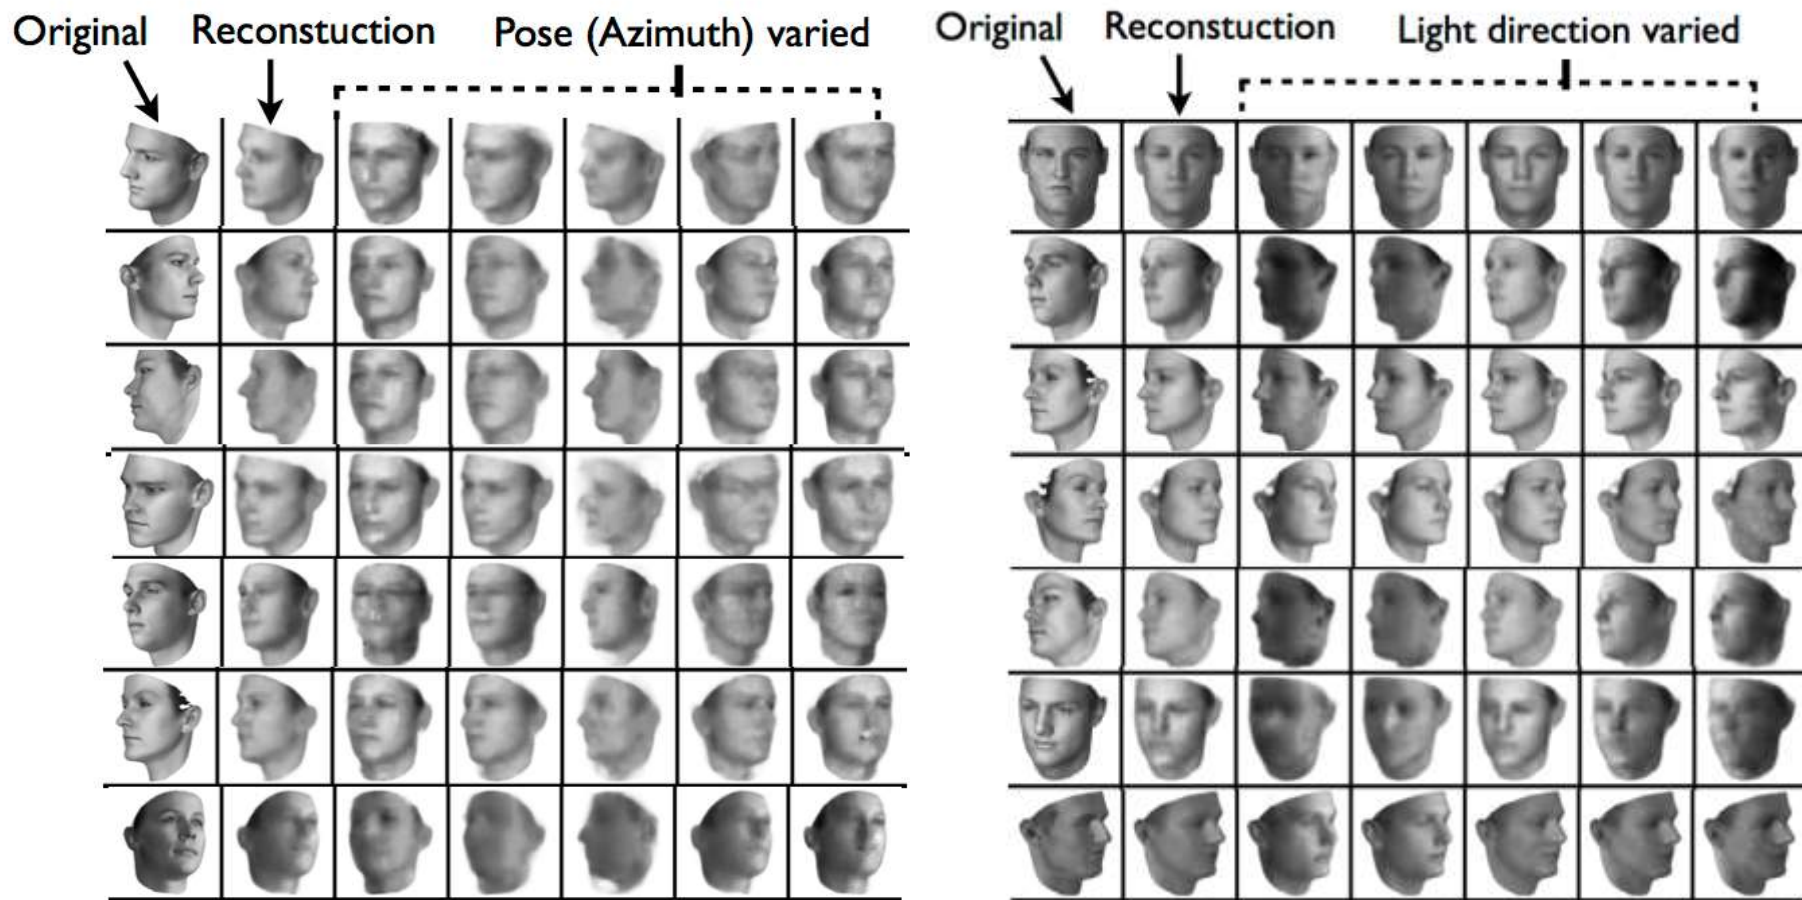 Original Reconstuction Pose (Azimuth) varied
Original Reconstuction Light direction varied